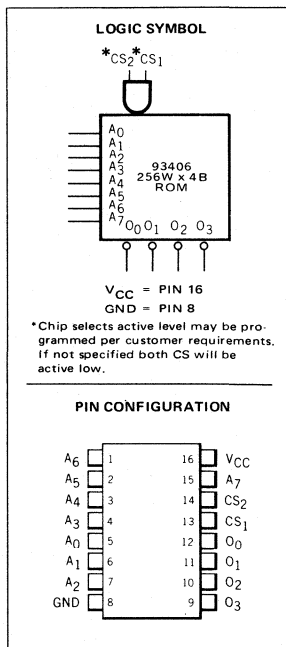 LOGIC SYMBOL
*CS2 *CS1
A0
A1
A2
A3
A4
A5
A6
A7
93406
256W x 4B
ROM
O0 O1 O2 O3
VCC = PIN 16
GND = PIN 8
*Chip selects active level may be pro-
grammed per customer requirements.
If not specified both CS will be
active low.
PIN CONFIGURATION
A6 1 16 VCC
A5 2 15 A7
A4 3 14 CS2
A3 4 13 CS1
A0 5 12 O0
A1 6 11 O1
A2 7 10 O2
GND 8 9 O3